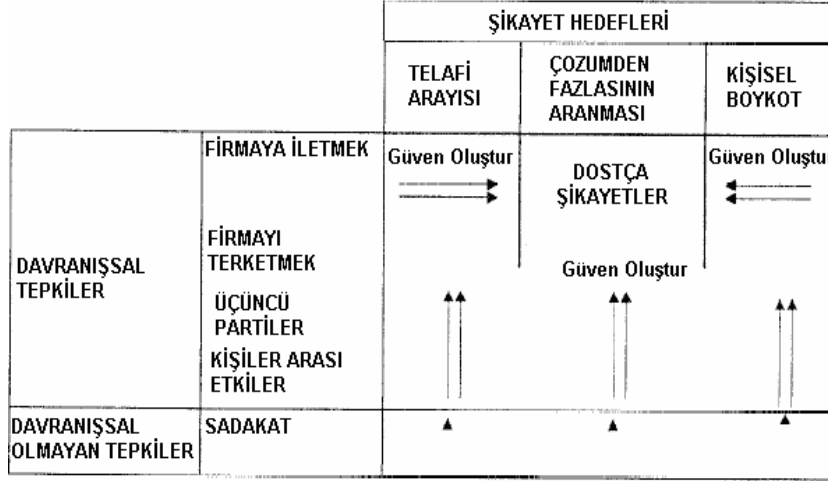 ŞİKAYET HEDEFLERİ
TELAFİ
ARAYISI
ÇOZUMDEN
FAZLASININ
ARANMASI
KİŞİSEL
BOYKOT
FİRMAYA İLETMEK
Güven Oluştur
DOSTÇA
ŞİKAYETLER
Güven Oluştur
DAVRANIŞSAL
TEPKİLER
FİRMAYI
TERKETMEK
Güven Oluştur
ÜÇÜNCÜ
PARTİLER
KİŞİLER ARASI
ETKİLER
DAVRANIŞSAL
OLMAYAN TEPKİLER
SADAKAT